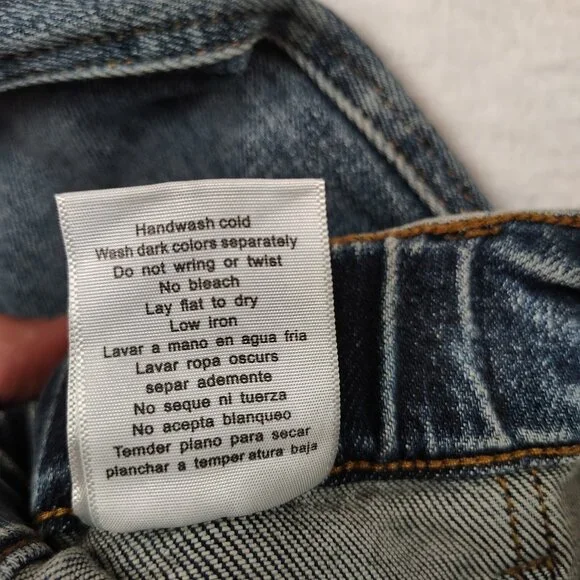 Handwash cold
Wash dark colors separately
Do not wring or twist
No bleach
Lay flat to dry
Low iron
Lavar a mano en agua fria
Lavar ropa oscurs
separ ademente
No seque ni tuerza
No acepta blanqueo
Temder piano para secar
pianchar a temper atura baja